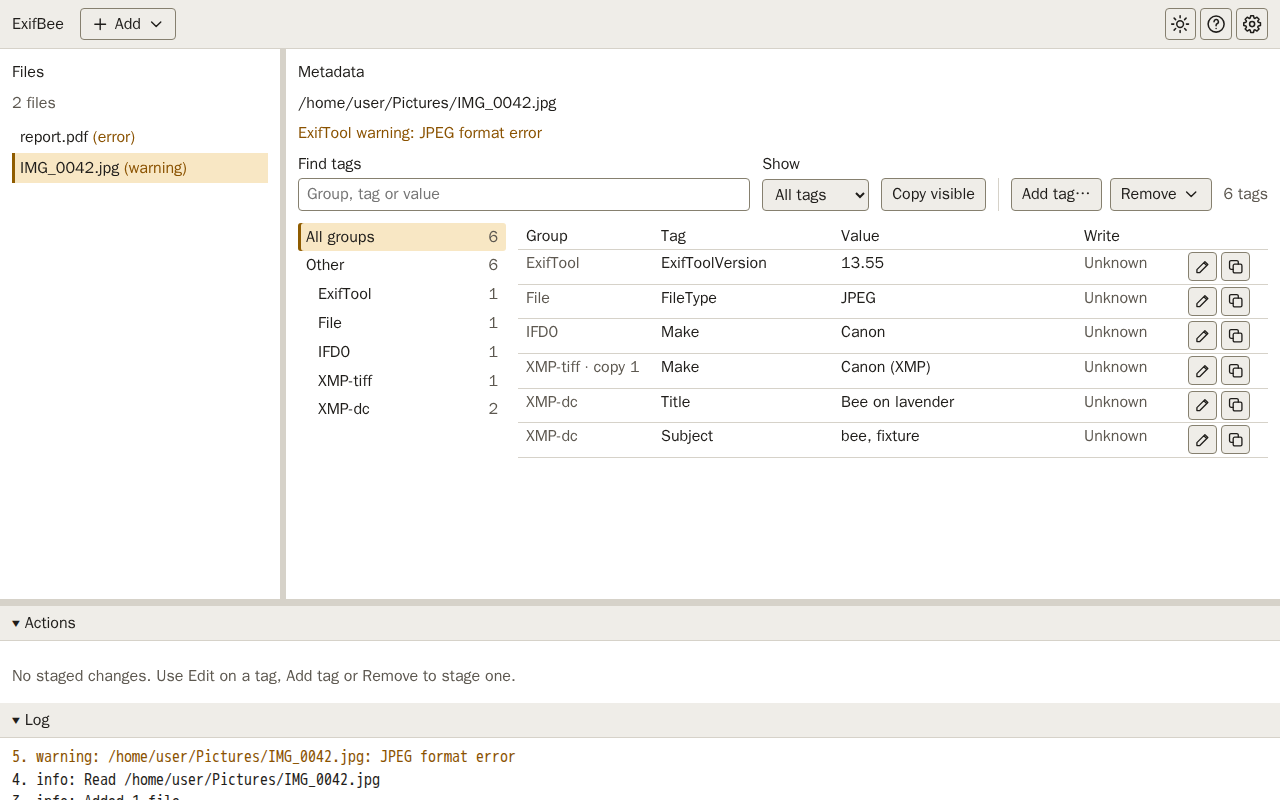 ExifBee + Add
Files
2 files
report.pdf (error)
IMG_0042.jpg (warning)
Metadata
/home/user/Pictures/IMG_0042.jpg
ExifTool warning: JPEG format error
Find tags Show
Group, tag or value All tags Copy visible Add tag⋯ Remove 6 tags
All groups 6
Other 6
ExifTool 1
File 1
IFD0 1
XMP-tiff 1
XMP-dc 2
Group Tag Value Write
ExifTool ExifToolVersion 13.55 Unknown
File FileType JPEG Unknown
IFD0 Make Canon Unknown
XMP-tiff · copy 1 Make Canon (XMP) Unknown
XMP-dc Title Bee on lavender Unknown
XMP-dc Subject bee, fixture Unknown
▾ Actions
No staged changes. Use Edit on a tag, Add tag or Remove to stage one.
▾ Log
5. warning: /home/user/Pictures/IMG_0042.jpg: JPEG format error
4. info: Read /home/user/Pictures/IMG_0042.jpg
3. info: Added 1 file